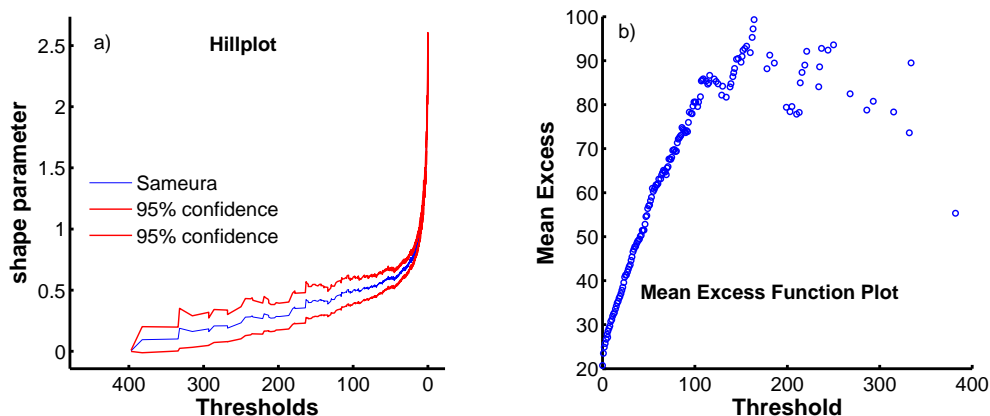 a)
Hillplot
2.5
2
1.5
1
0.5
0
shape parameter
Sameura
95% confidence
95% confidence
400
300
200
100
0
Thresholds
b)
100
90
80
70
60
50
40
30
20
Mean Excess
Mean Excess Function Plot
0
100
200
300
400
Threshold